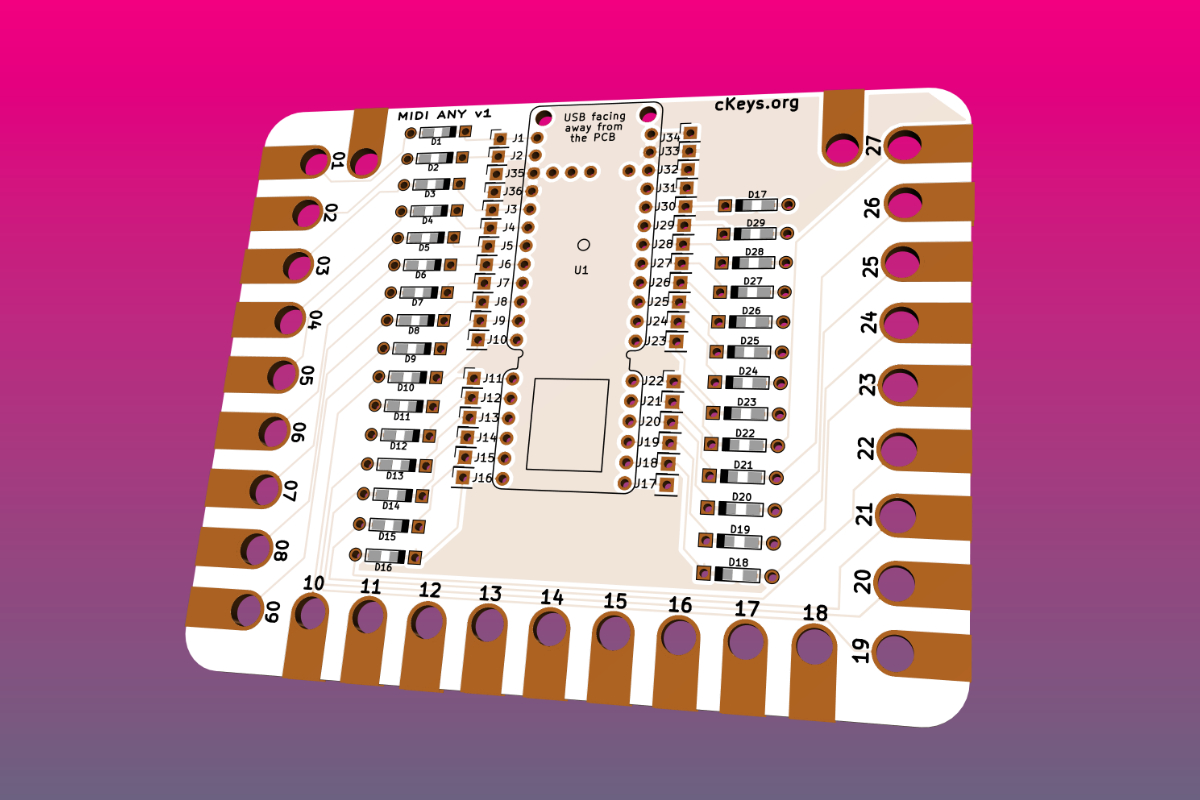 MIDI ANY v1
cKeys.org
USB facing
away from
the PCB
U1
D1
D2
D3
D4
D5
D6
D7
D8
D9
D10
D11
D12
D13
D14
D15
D16
J1
J2
J35
J36
J3
J4
J5
J6
J7
J8
J9
J10
J11
J12
J13
J14
J15
J16
J34
J33
J32
J31
J30
J29
J28
J27
J26
J25
J24
J23
J22
J21
J20
J19
J18
J17
D17
D29
D28
D27
D26
D25
D24
D23
D22
D21
D20
D19
D18
01
02
03
04
05
06
07
08
09
10 11 12 13 14 15 16 17 18
19
20
21
22
23
24
25
26
27